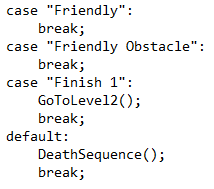 case "Friendly":
    break;
case "Friendly Obstacle":
    break;
case "Finish 1":
    GoToLevel2();
    break;
default:
    DeathSequence();
    break;